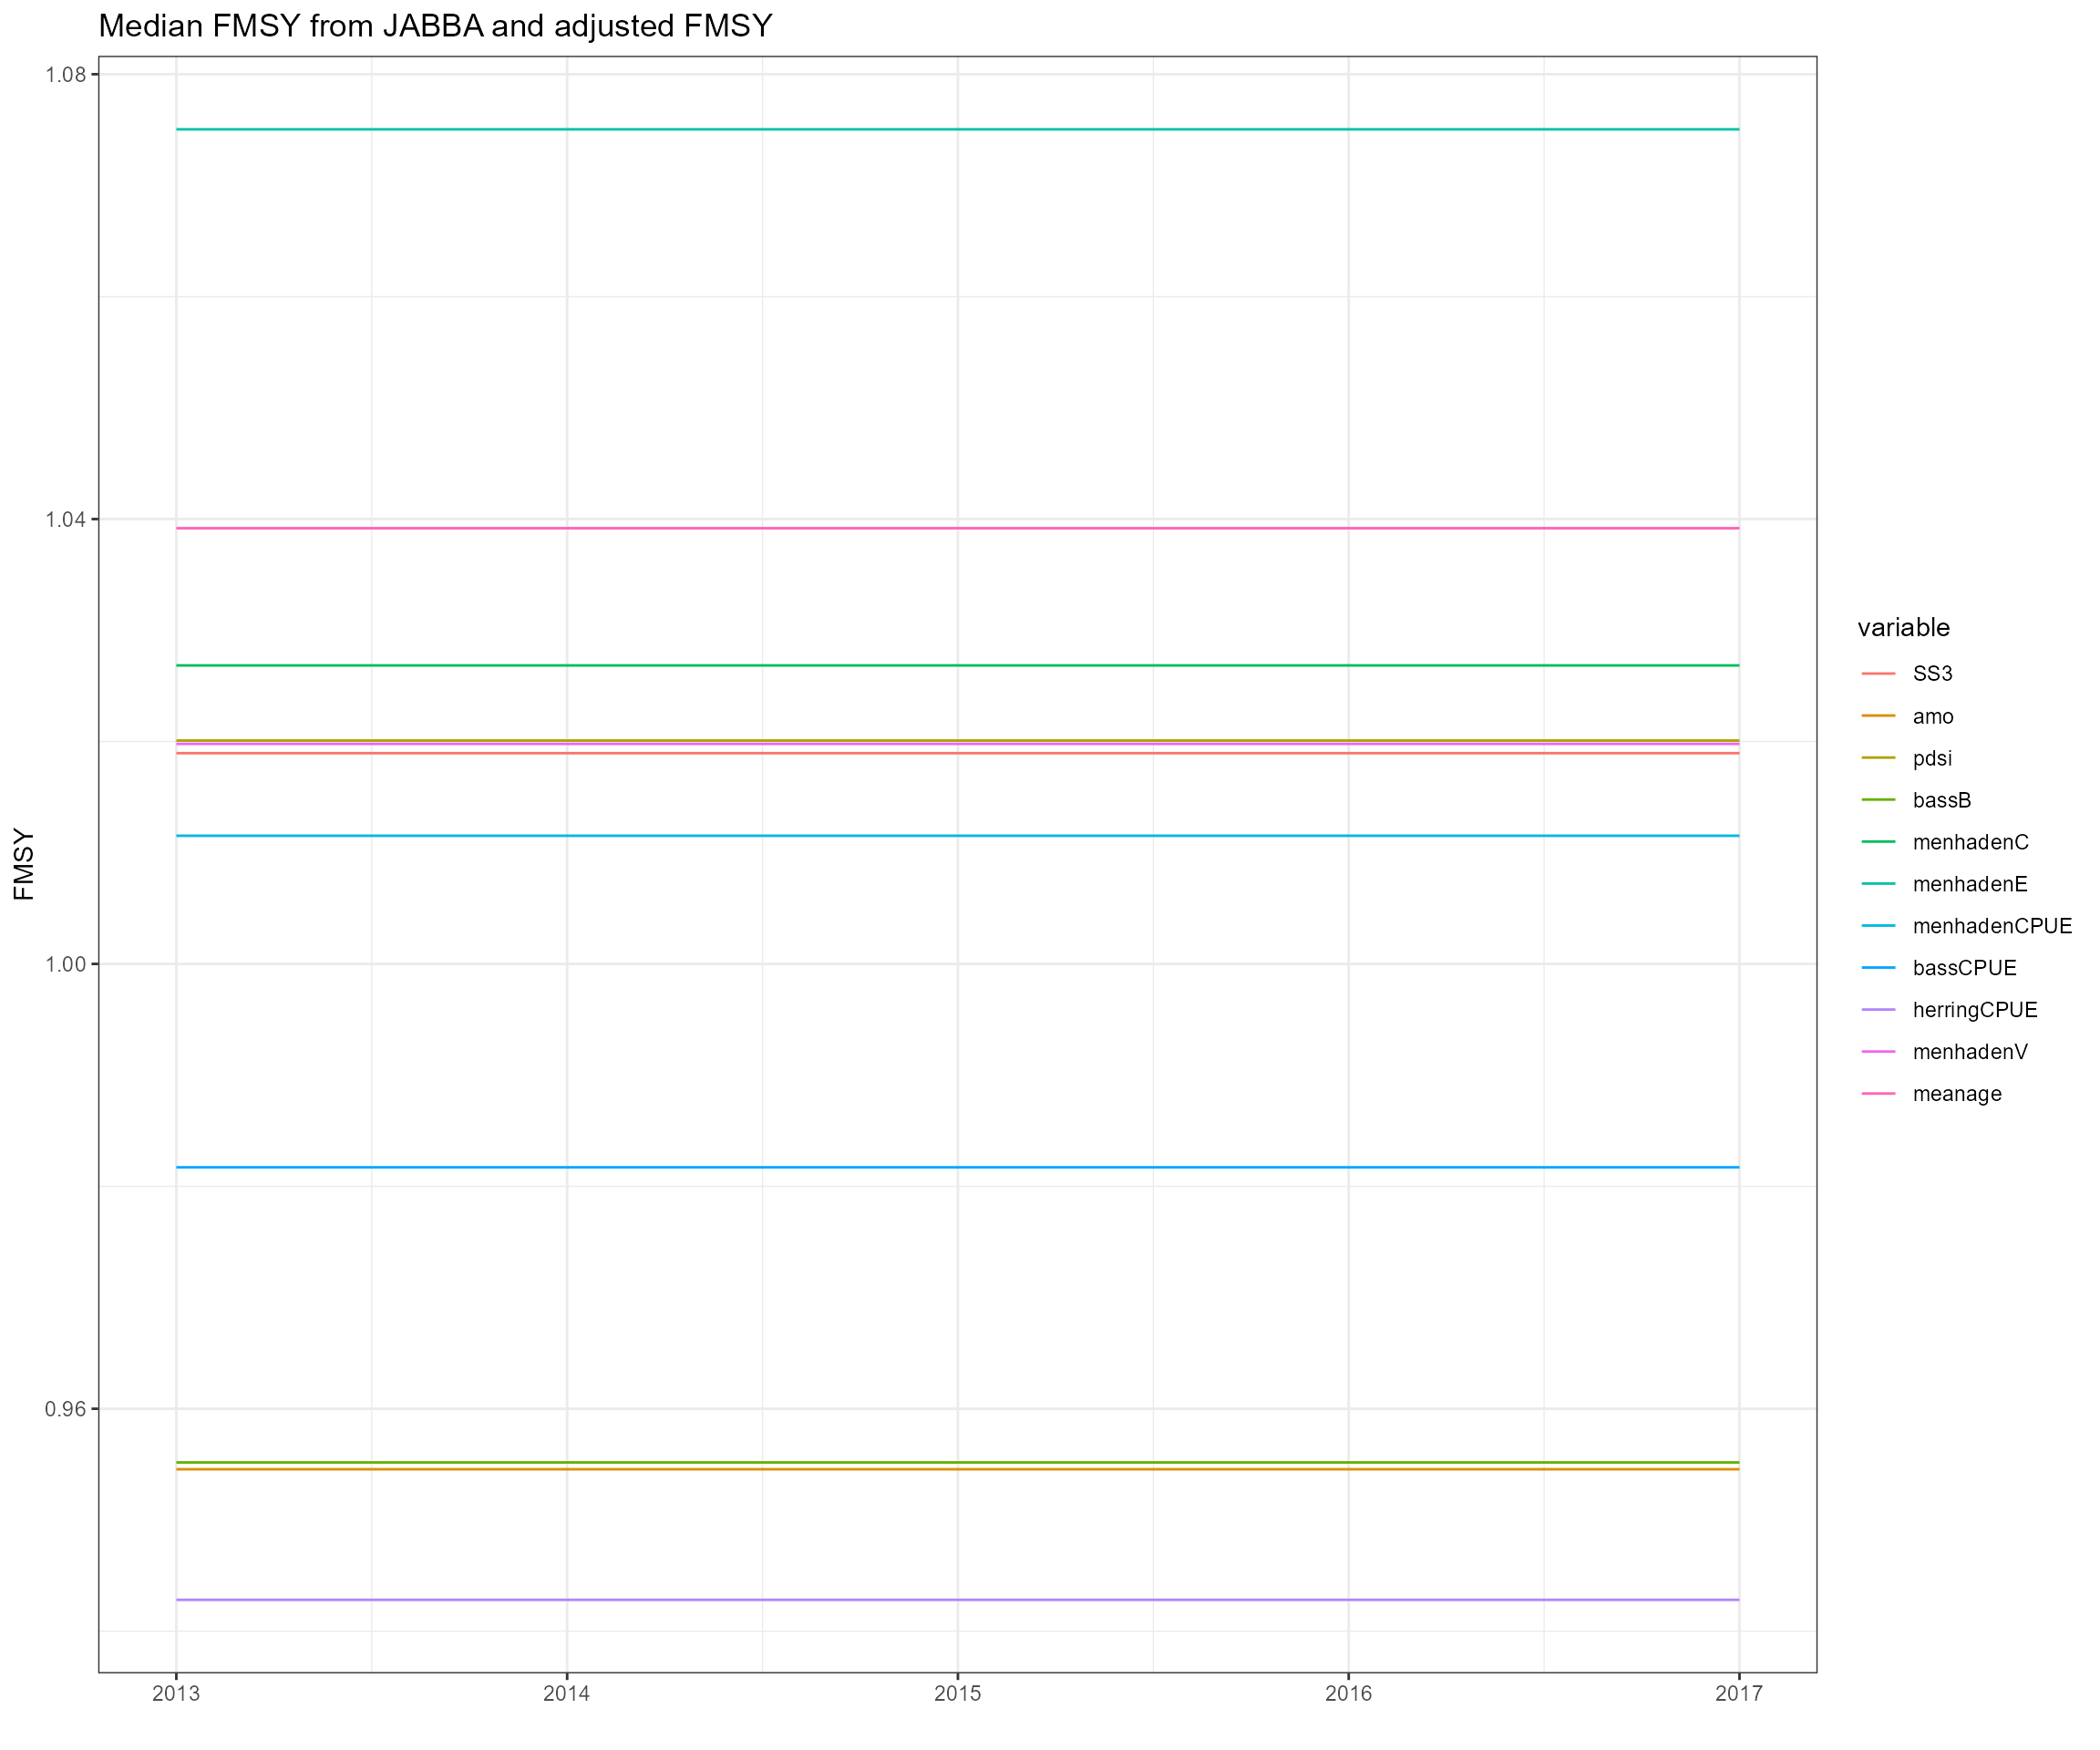 Median FMSY from JABBA and adjusted FMSY
1.08
1.04
1.00
0.96
FMSY
2013
2014
2015
2016
2017
variable
SS3
amo
pdsi
bassB
menhadenC
menhadenE
menhadenCPUE
bassCPUE
herringCPUE
menhadenV
meanage